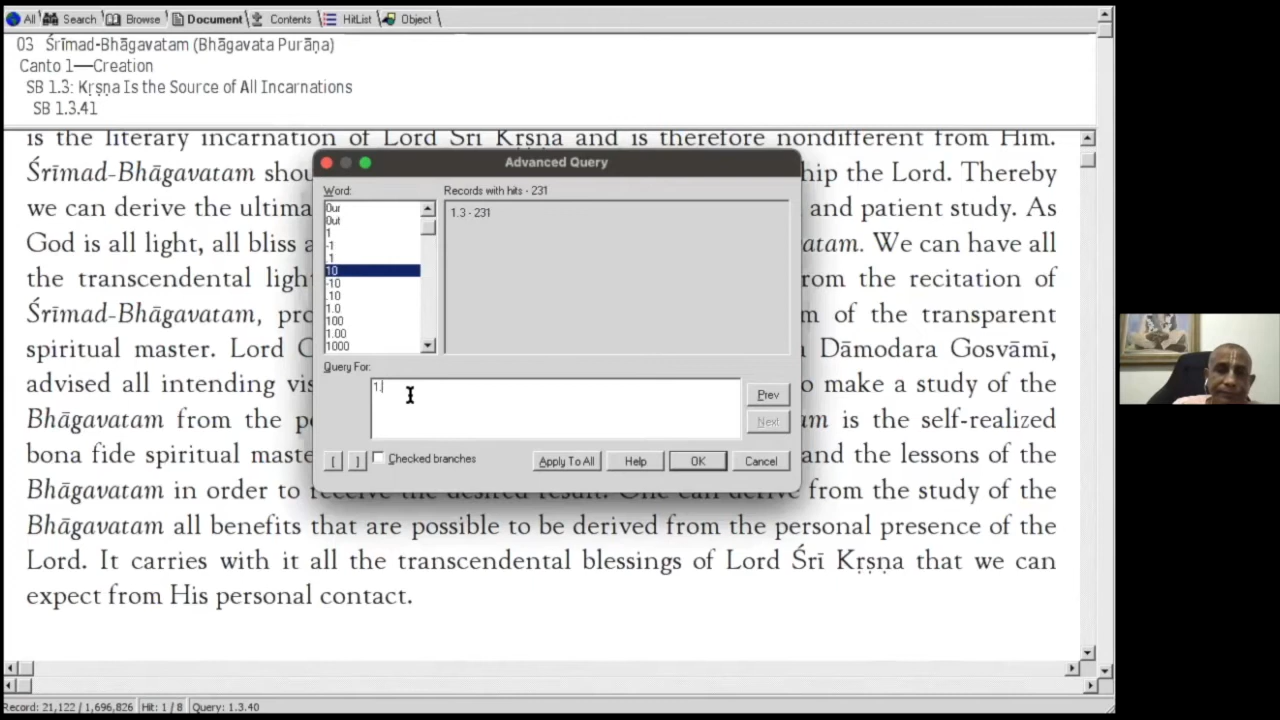 All Search Browse Document Contents HitList Object
03 Śrīmad-Bhāgavatam (Bhāgavata Purāṇa)
Canto 1—Creation
SB 1.3: Kṛṣṇa Is the Source of All Incarnations
SB 1.3.41
is the literary incarnation of Lord Śrī Kṛṣṇa and is therefore nondifferent from Him.
Śrīmad-Bhāgavatam shou hip the Lord. Thereby
we can derive the ultima and patient study. As
God is all light, all bliss a atam. We can have all
the transcendental ligh rom the recitation of
Śrīmad-Bhāgavatam, pro m of the transparent
spiritual master. Lord C a Dāmodara Gosvāmī,
advised all intending vis o make a study of the
Bhāgavatam from the pe am is the self-realized
bona fide spiritual maste and the lessons of the
Bhāgavatam in order to receive the desired result. One can derive from the study of the
Bhāgavatam all benefits that are possible to be derived from the personal presence of the
Lord. It carries with it all the transcendental blessings of Lord Śrī Kṛṣṇa that we can
expect from His personal contact.
Advanced Query
Word:
0ur
0ut
1
-1
.1
10
-10
.10
1.0
100
1.00
1000
Records with hits - 231
1.3 - 231
Query For:
1.
Prev
Next
[ ] Checked branches Apply To All Help OK Cancel
Record: 21,122 / 1,696,826 Hit: 1 / 8 Query: 1.3.40